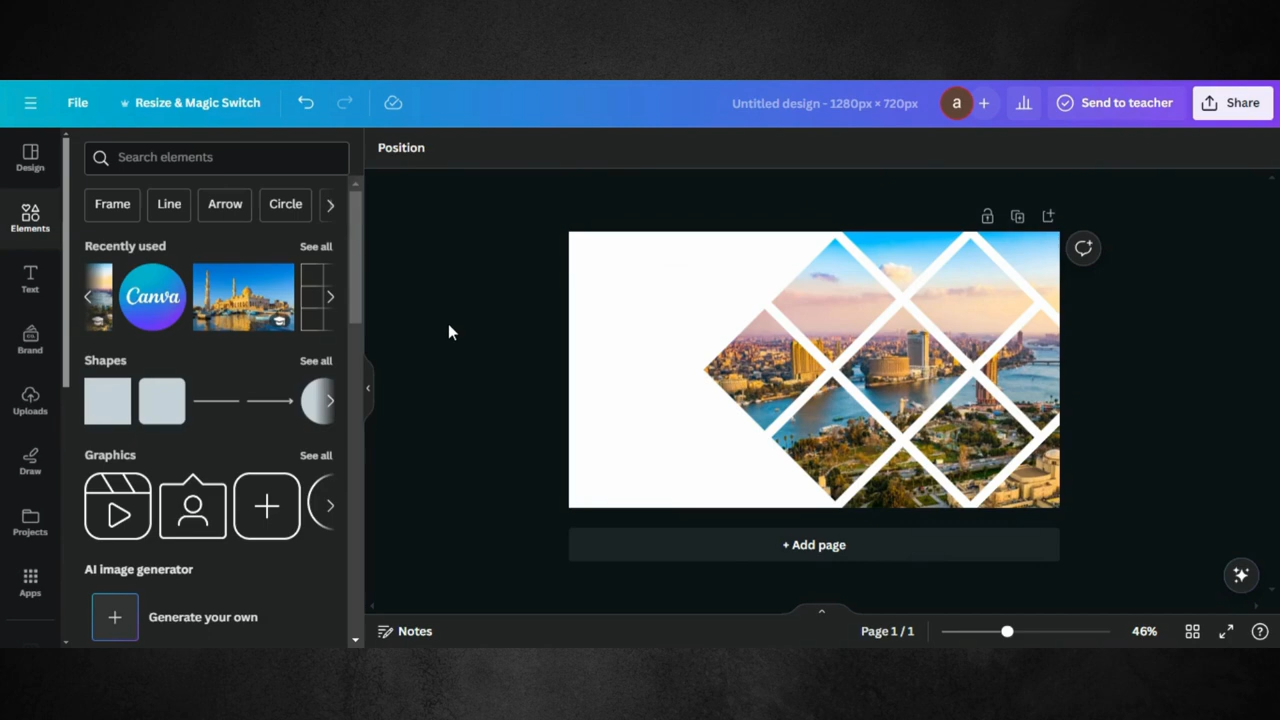 File
Resize & Magic Switch
Untitled design - 1280px × 720px
a
Send to teacher
Share
Design
Elements
Text
Brand
Uploads
Draw
Projects
Apps
Search elements
Frame
Line
Arrow
Circle
Recently used
See all
Canva
Shapes
See all
Graphics
See all
AI image generator
Generate your own
Position
+ Add page
Notes
Page 1 / 1
46%